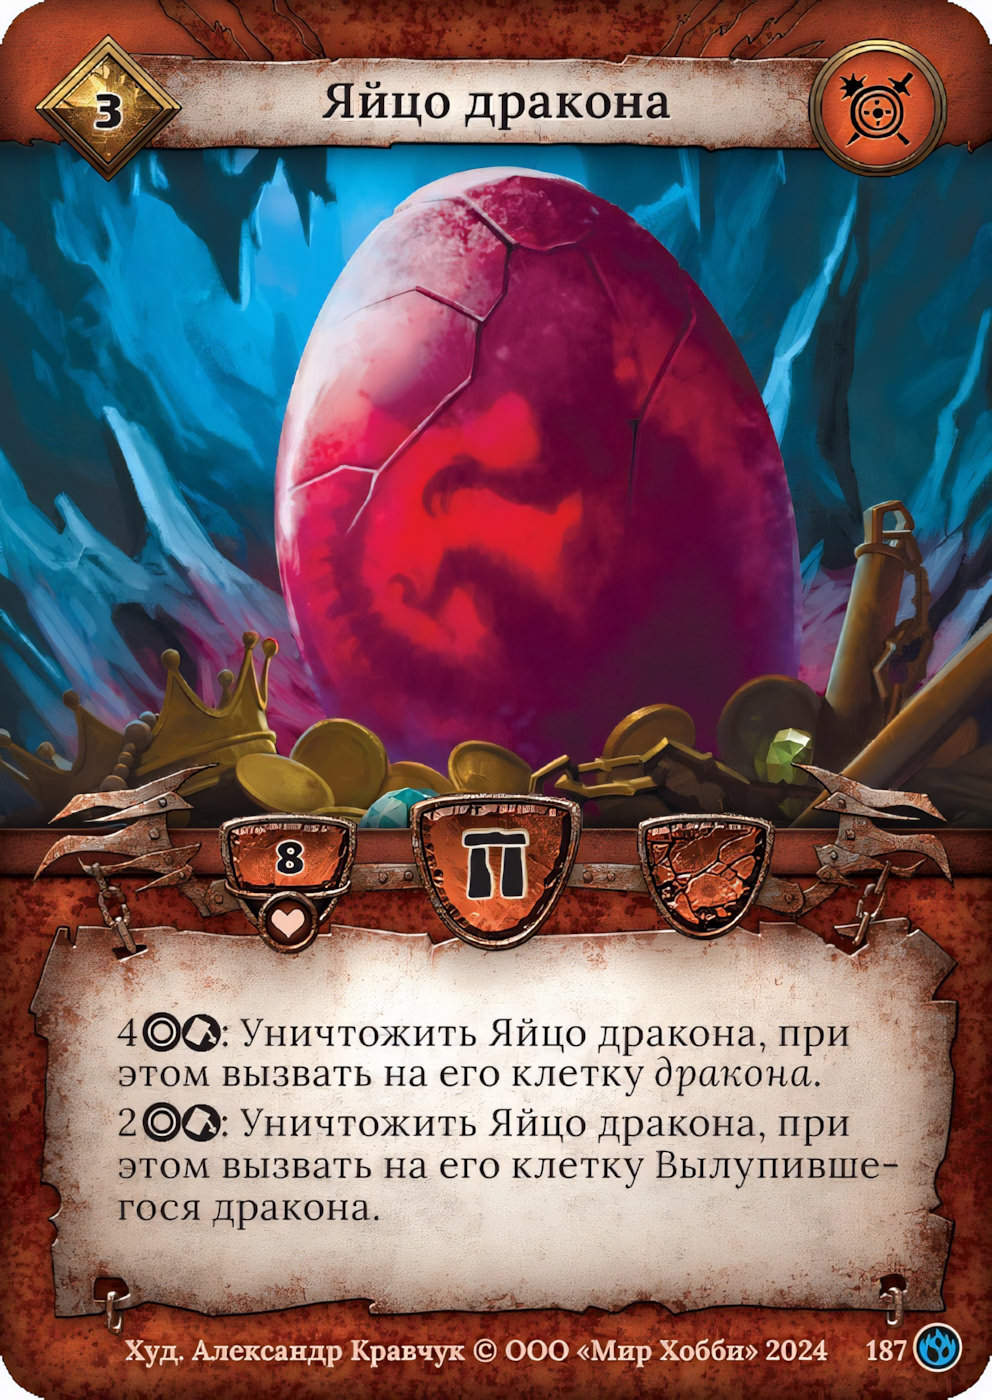 3
Яйцо дракона
8
П
4: Уничтожить Яйцо дракона, при
этом вызвать на его клетку дракона.
2: Уничтожить Яйцо дракона, при
этом вызвать на его клетку Вылупивше-
гося дракона.
Худ. Александр Кравчук © ООО «Мир Хобби» 2024 187